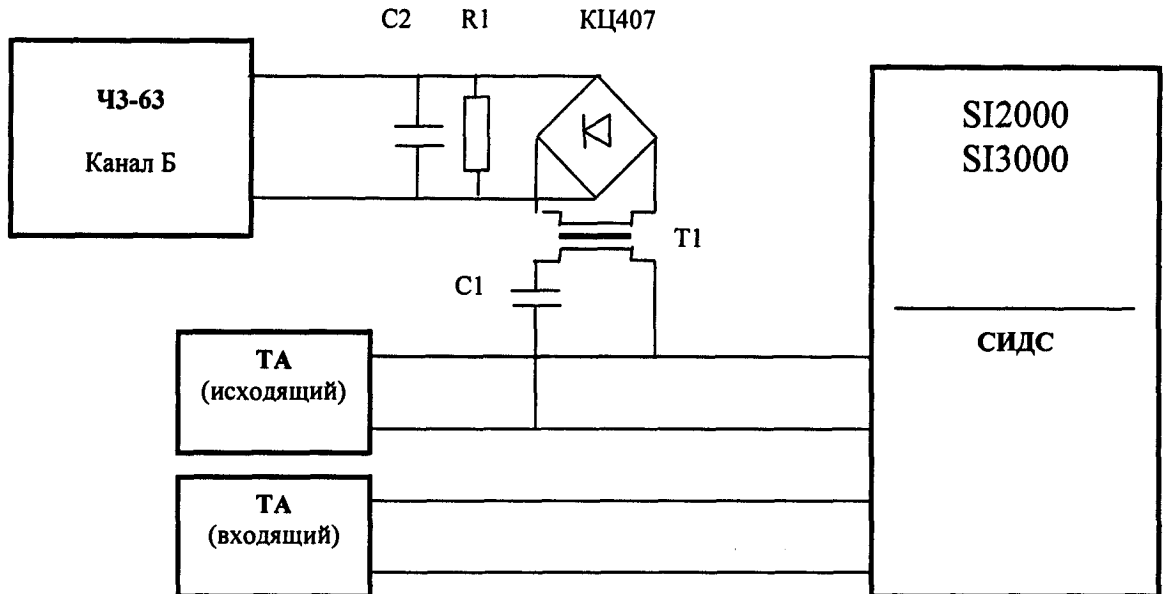 C2 R1 КЦ407
Ч3-63
Канал Б
SI2000
SI3000
T1
C1
СИДС
ТА
(исходящий)
ТА
(входящий)